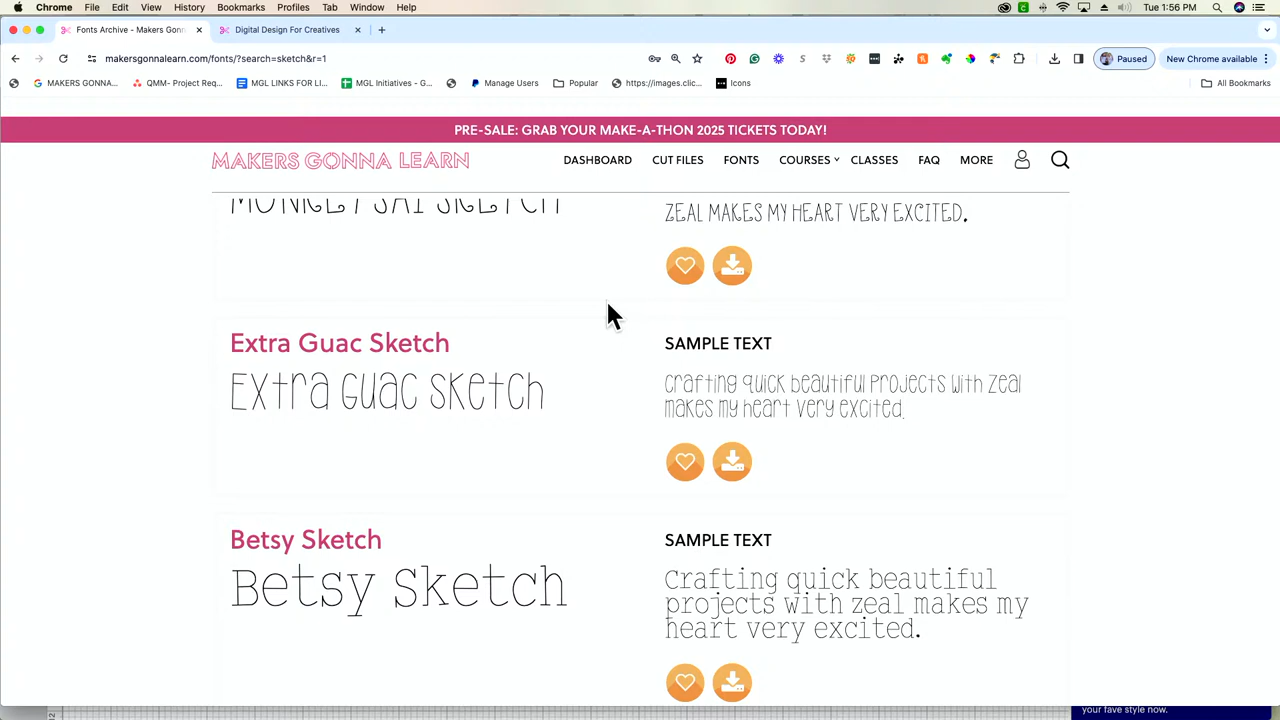 Chrome File Edit View History Bookmarks Profiles Tab Window Help Tue 1:56 PM
Fonts Archive - Makers Gonn Digital Design For Creatives
makersgonnalearn.com/fonts/?search=sketch&r=1 Paused New Chrome available
MAKERS GONNA... QMM- Project Req... MGL LINKS FOR LI... MGL Initiatives - G... Manage Users Popular https://images.clic... Icons All Bookmarks
PRE-SALE: GRAB YOUR MAKE-A-THON 2025 TICKETS TODAY!
MAKERS GONNA LEARN DASHBOARD CUT FILES FONTS COURSES CLASSES FAQ MORE
MONKEY SAY SKETCH
ZEAL MAKES MY HEART VERY EXCITED.
Extra Guac Sketch
SAMPLE TEXT
Extra Guac Sketch
Crafting quick beautiful projects with zeal
makes my heart very excited.
Betsy Sketch
SAMPLE TEXT
Betsy Sketch
Crafting quick beautiful
projects with zeal makes my
heart very excited.
your fave style now.